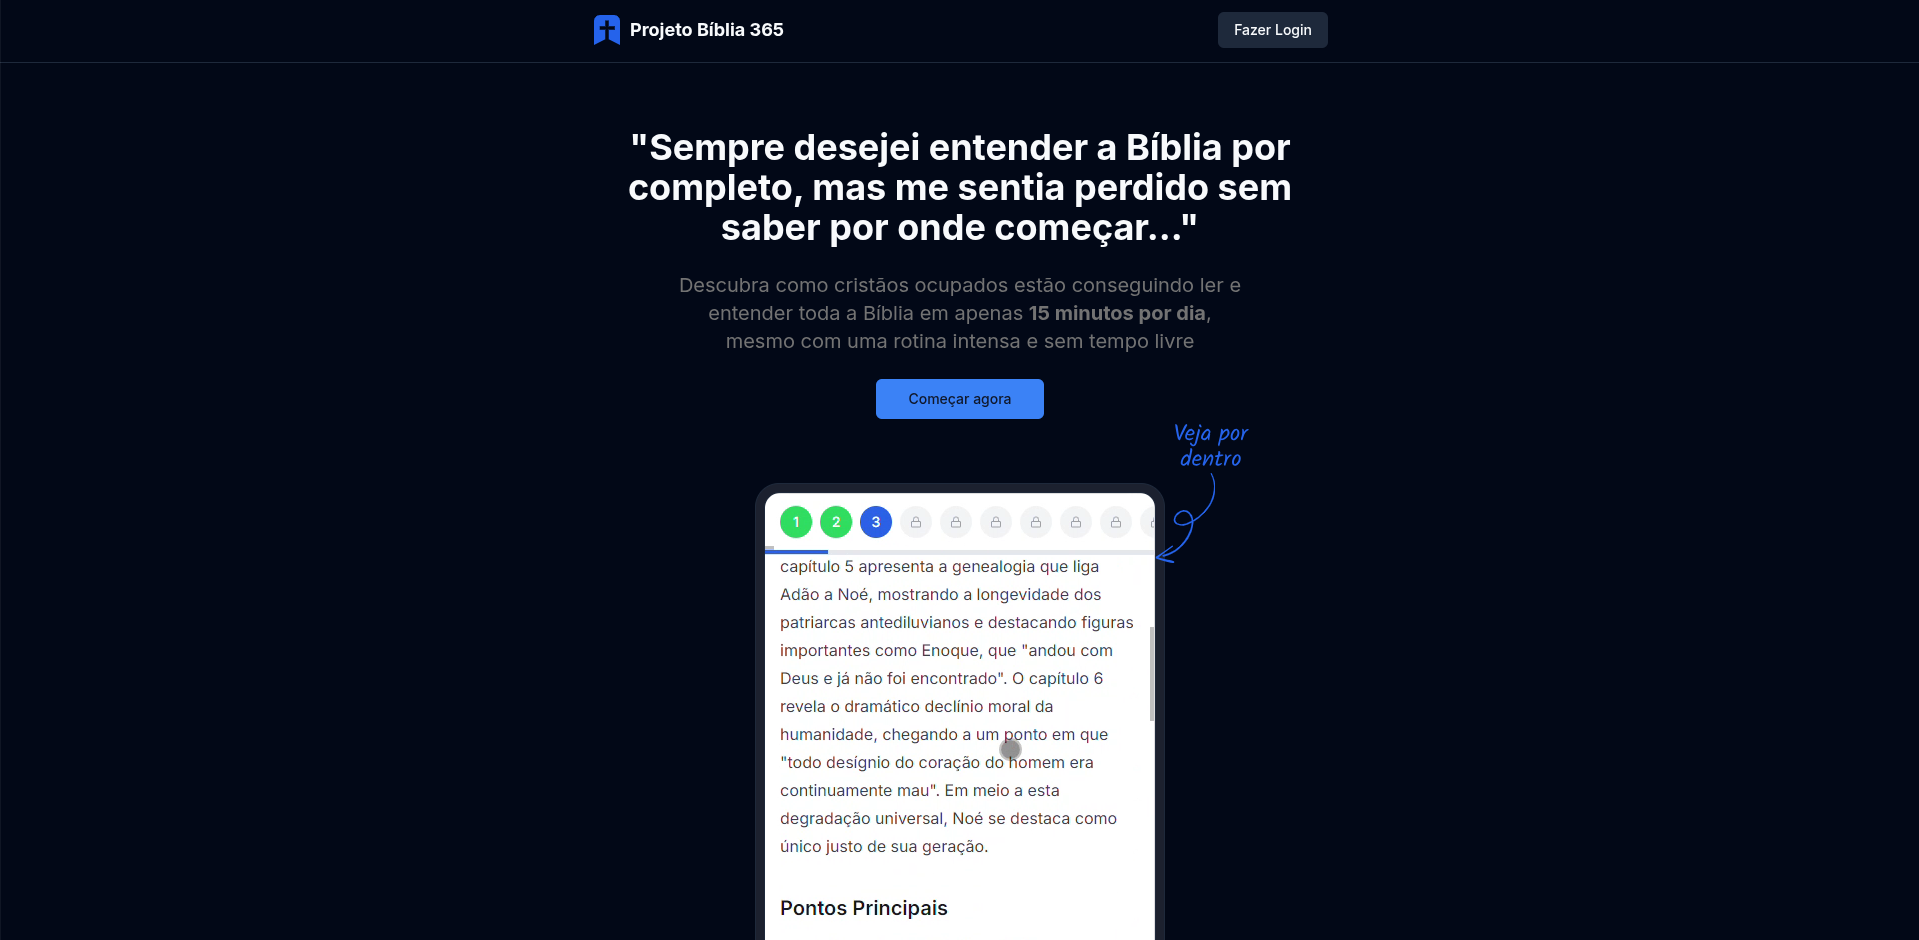 Projeto Bíblia 365
Fazer Login
"Sempre desejei entender a Bíblia por
completo, mas me sentia perdido sem
saber por onde começar..."
Descubra como cristãos ocupados estão conseguindo ler e
entender toda a Bíblia em apenas 15 minutos por dia,
mesmo com uma rotina intensa e sem tempo livre
Começar agora
Veja por
dentro
1 2 3
capítulo 5 apresenta a genealogia que liga
Adão a Noé, mostrando a longevidade dos
patriarcas antediluvianos e destacando figuras
importantes como Enoque, que "andou com
Deus e já não foi encontrado". O capítulo 6
revela o dramático declínio moral da
humanidade, chegando a um ponto em que
"todo desígnio do coração do homem era
continuamente mau". Em meio a esta
degradação universal, Noé se destaca como
único justo de sua geração.
Pontos Principais